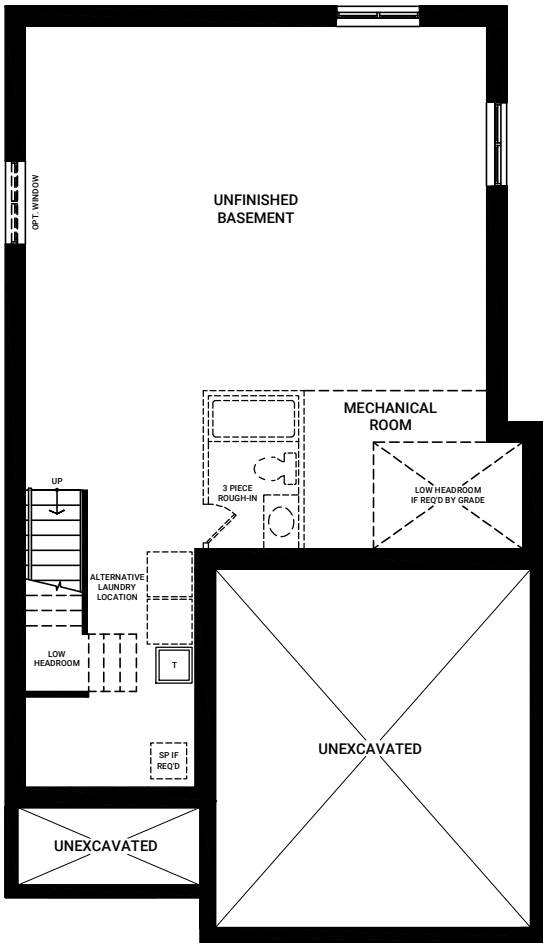 OPT. WINDOW
UNFINISHED
BASEMENT
MECHANICAL
ROOM
UP
3 PIECE
ROUGH-IN
LOW HEADROOM
IF REQ'D BY GRADE
ALTERNATIVE
LAUNDRY
LOCATION
LOW
HEADROOM
T
SP IF
REQ'D
UNEXCAVATED
UNEXCAVATED